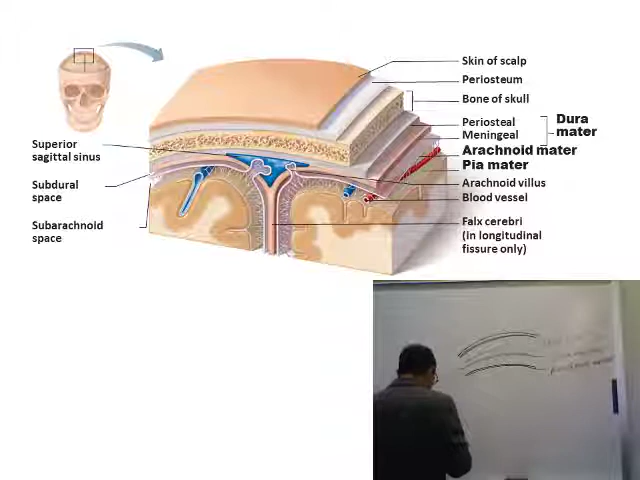 Skin of scalp
Periosteum
Bone of skull
Periosteal
Meningeal
Dura
mater
Arachnoid mater
Pia mater
Arachnoid villus
Blood vessel
Falx cerebri
(in longitudinal
fissure only)
Superior
sagittal sinus
Subdural
space
Subarachnoid
space